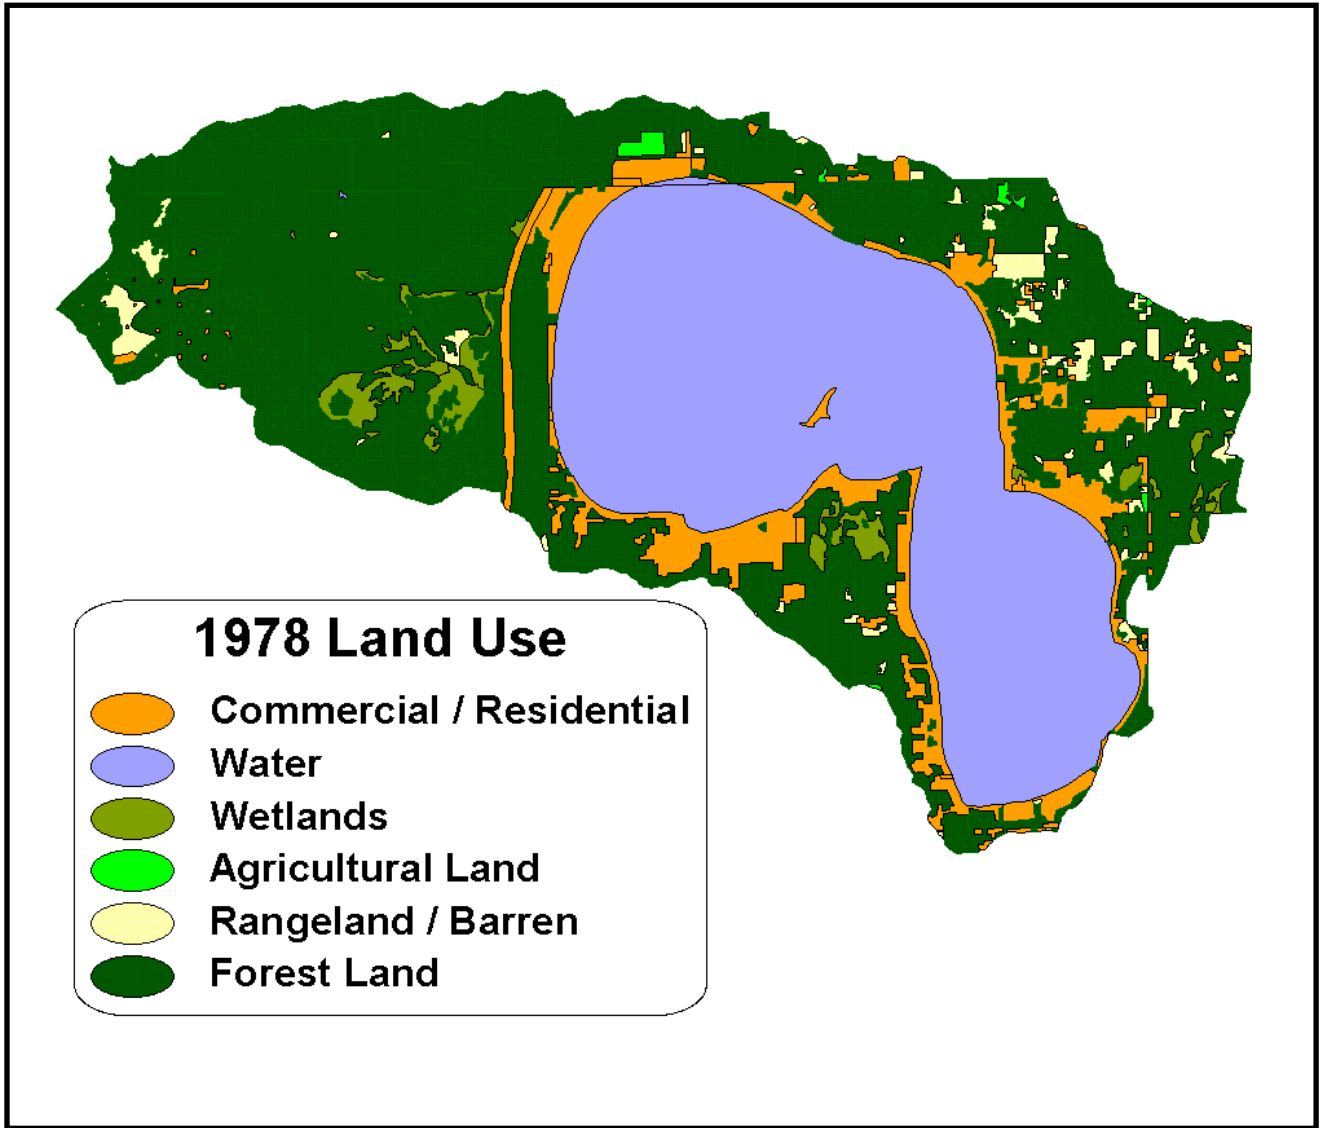 1978 Land Use
Commercial / Residential
Water
Wetlands
Agricultural Land
Rangeland / Barren
Forest Land